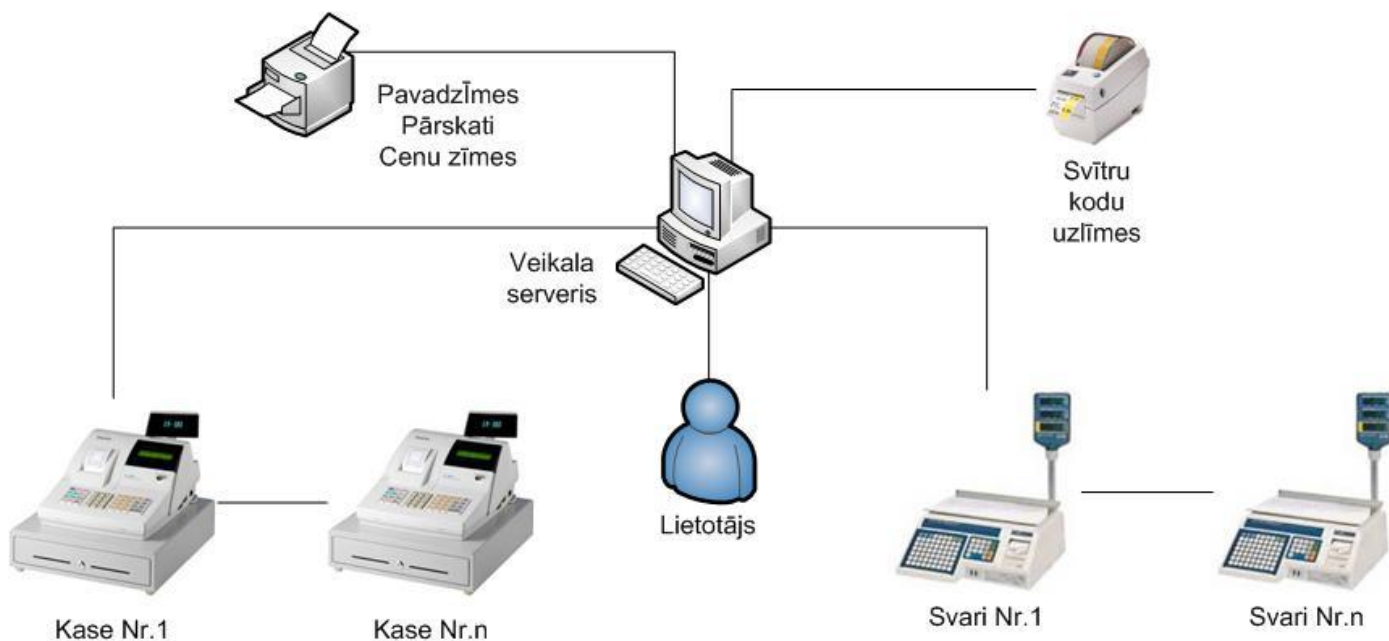 PavadzĪmes
Pārskati
Cenu zīmes
Svītru
kodu
uzlīmes
Veikala
serveris
Lietotājs
Kase Nr.1
Kase Nr.n
Svari Nr.1
Svari Nr.n